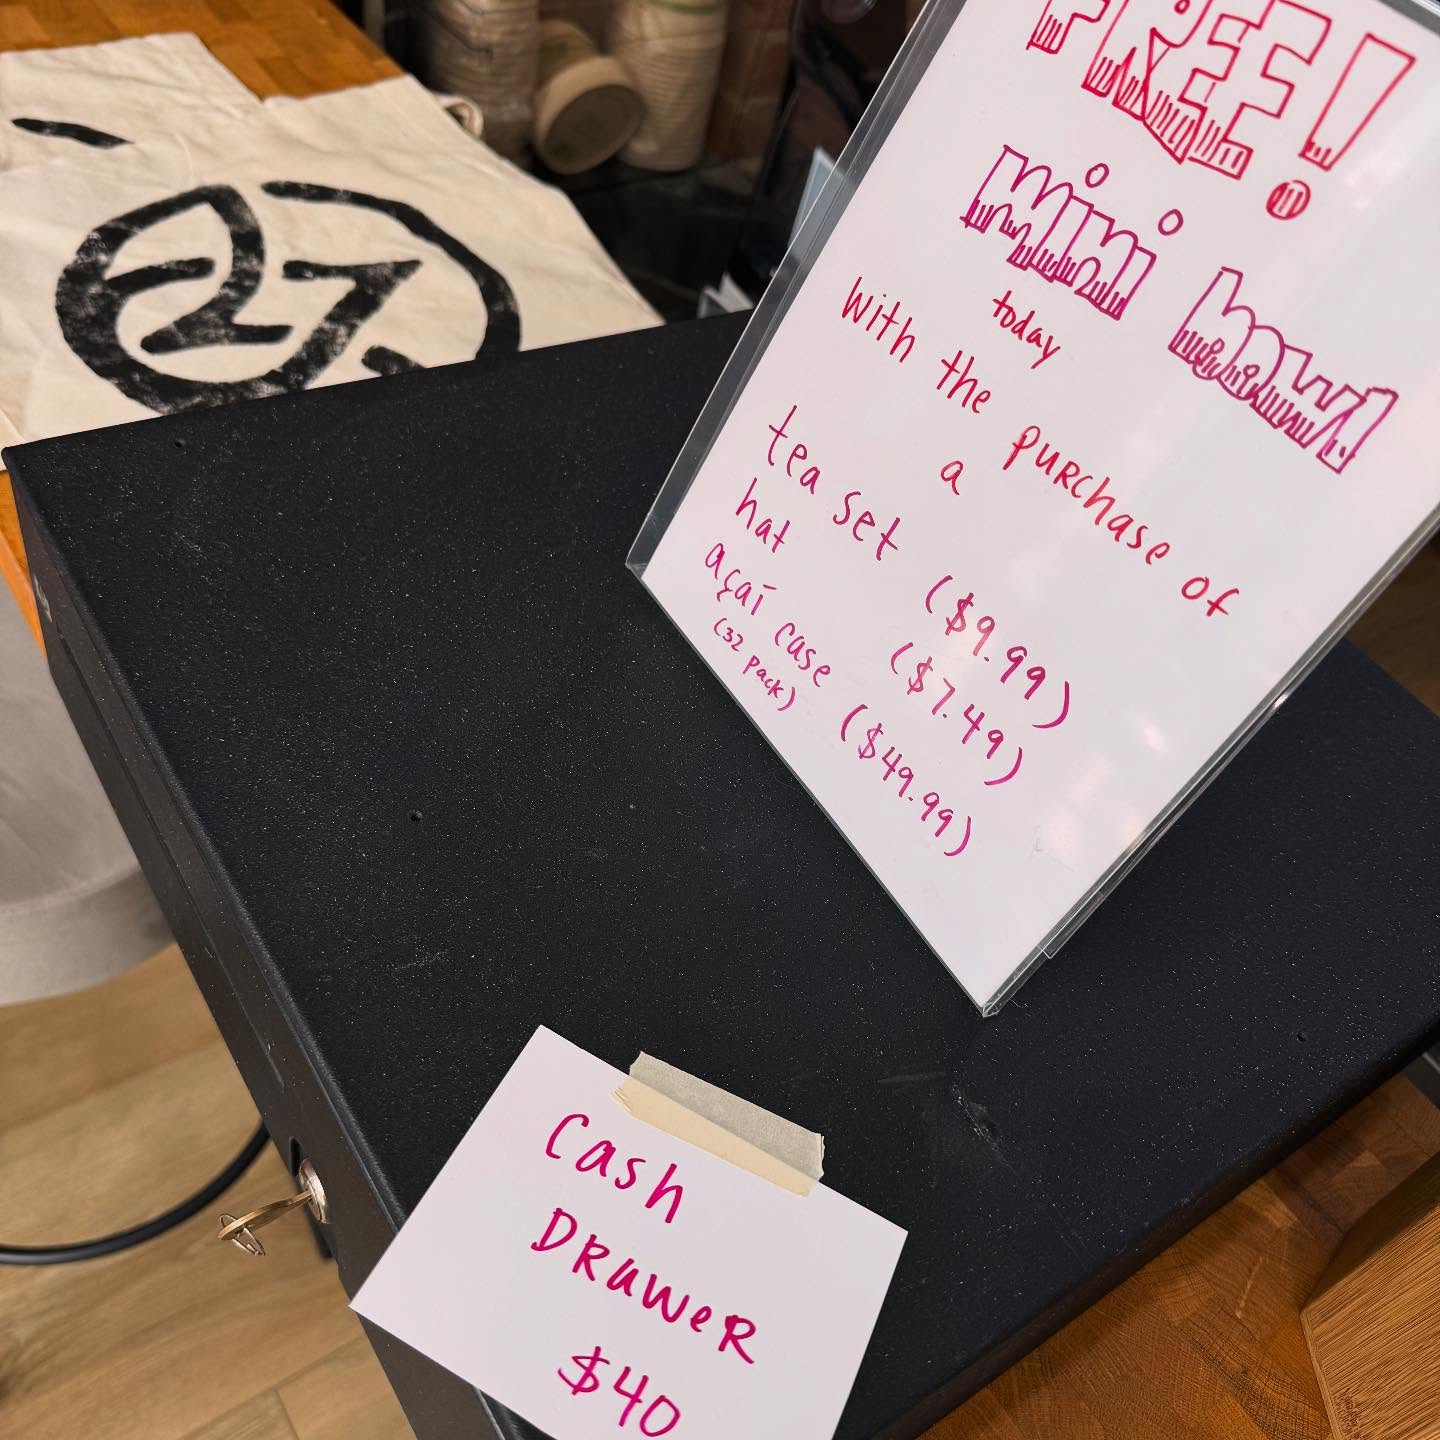 FREE!
mini bowl
today
with the purchase of
a
tea set ($9.99)
hat ($7.49)
açaí case ($49.99)
(32 pack)
Cash
DRaweR
$40